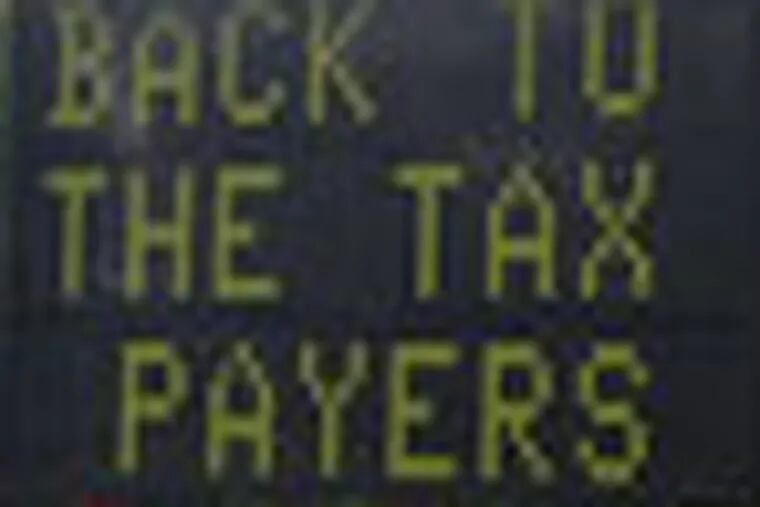 BACK TO
THE TAX
PAYERS